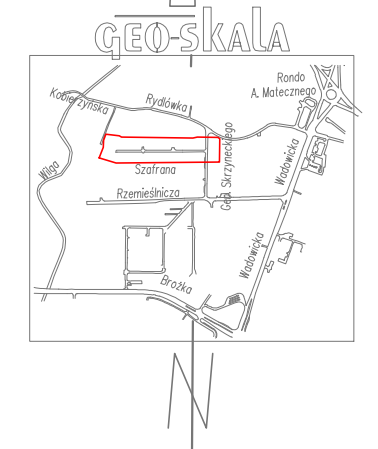 GEO-SKALA
Rondo
A. Matecznego
Kobierzyńska
Rydlówka
Wadowicka
Gen. Skrzyneckiego
Szafrana
Wilga
Rzemieślnicza
Wadowicka
Brożka
N